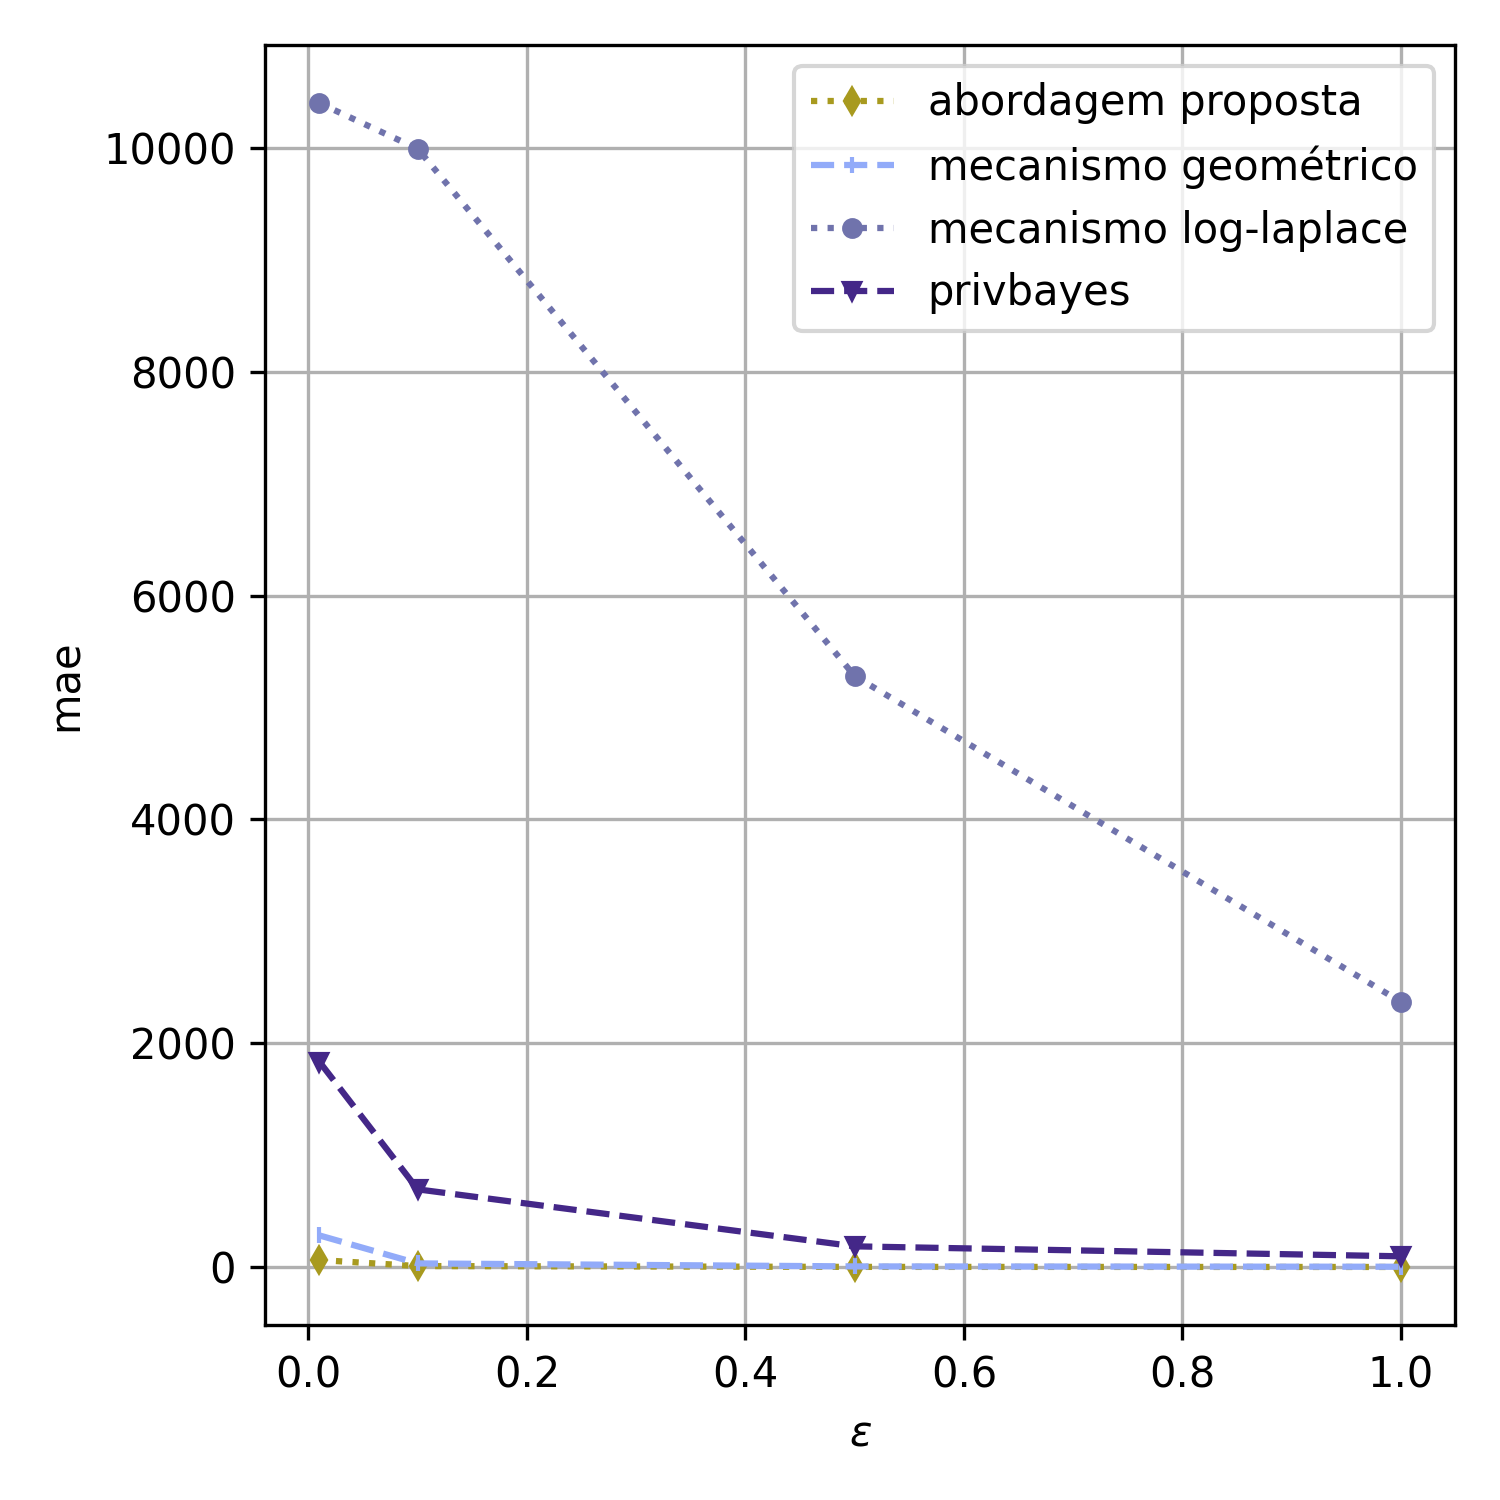 abordagem proposta
mecanismo geométrico
mecanismo log-laplace
privbayes
10000
8000
6000
4000
2000
0
mae
0.0 0.2 0.4 0.6 0.8 1.0
ε